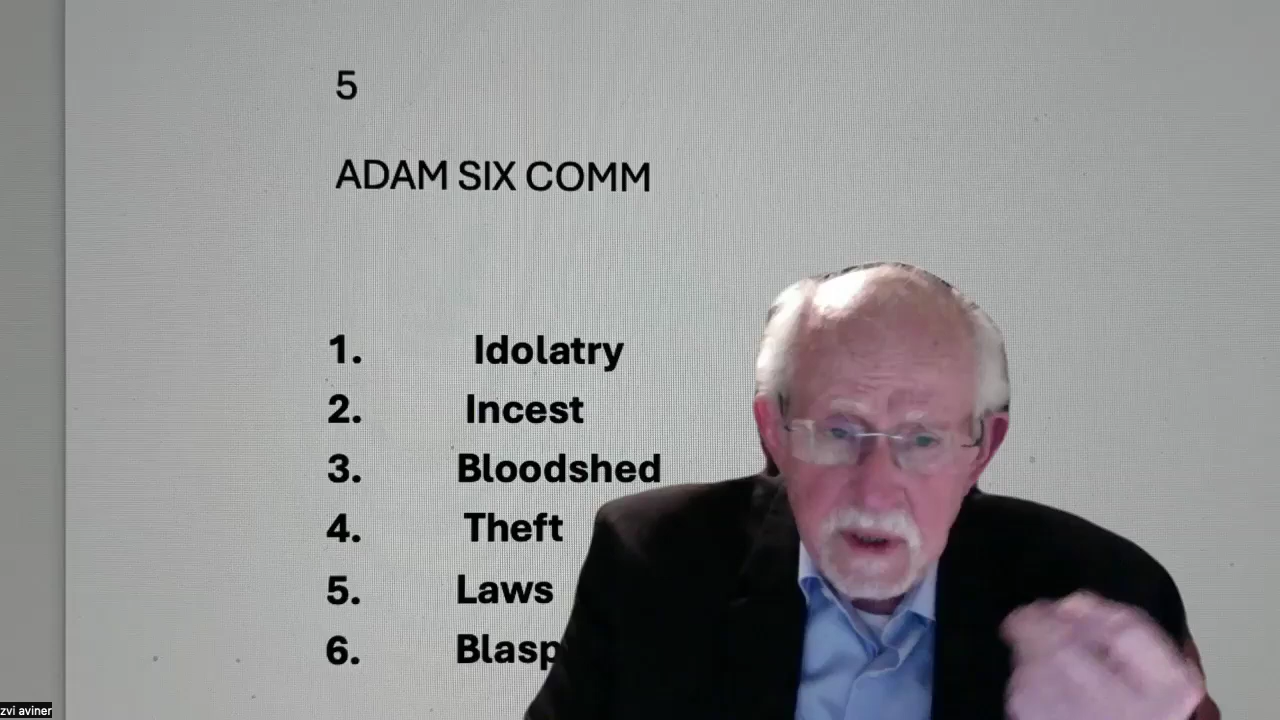 5
ADAM SIX COMM
1. Idolatry
2. Incest
3. Bloodshed
4. Theft
5. Laws
6. Blasp
zvi aviner